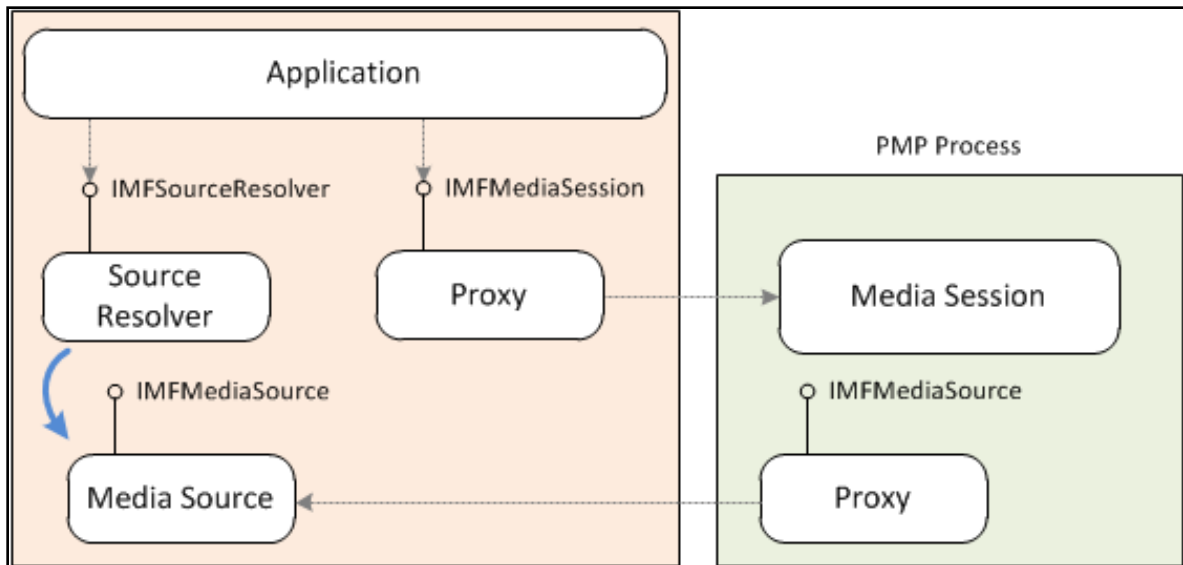 Application
PMP Process
IMFSourceResolver
IMFMediaSession
Source
Resolver
Proxy
Media Session
IMFMediaSource
IMFMediaSource
Media Source
Proxy